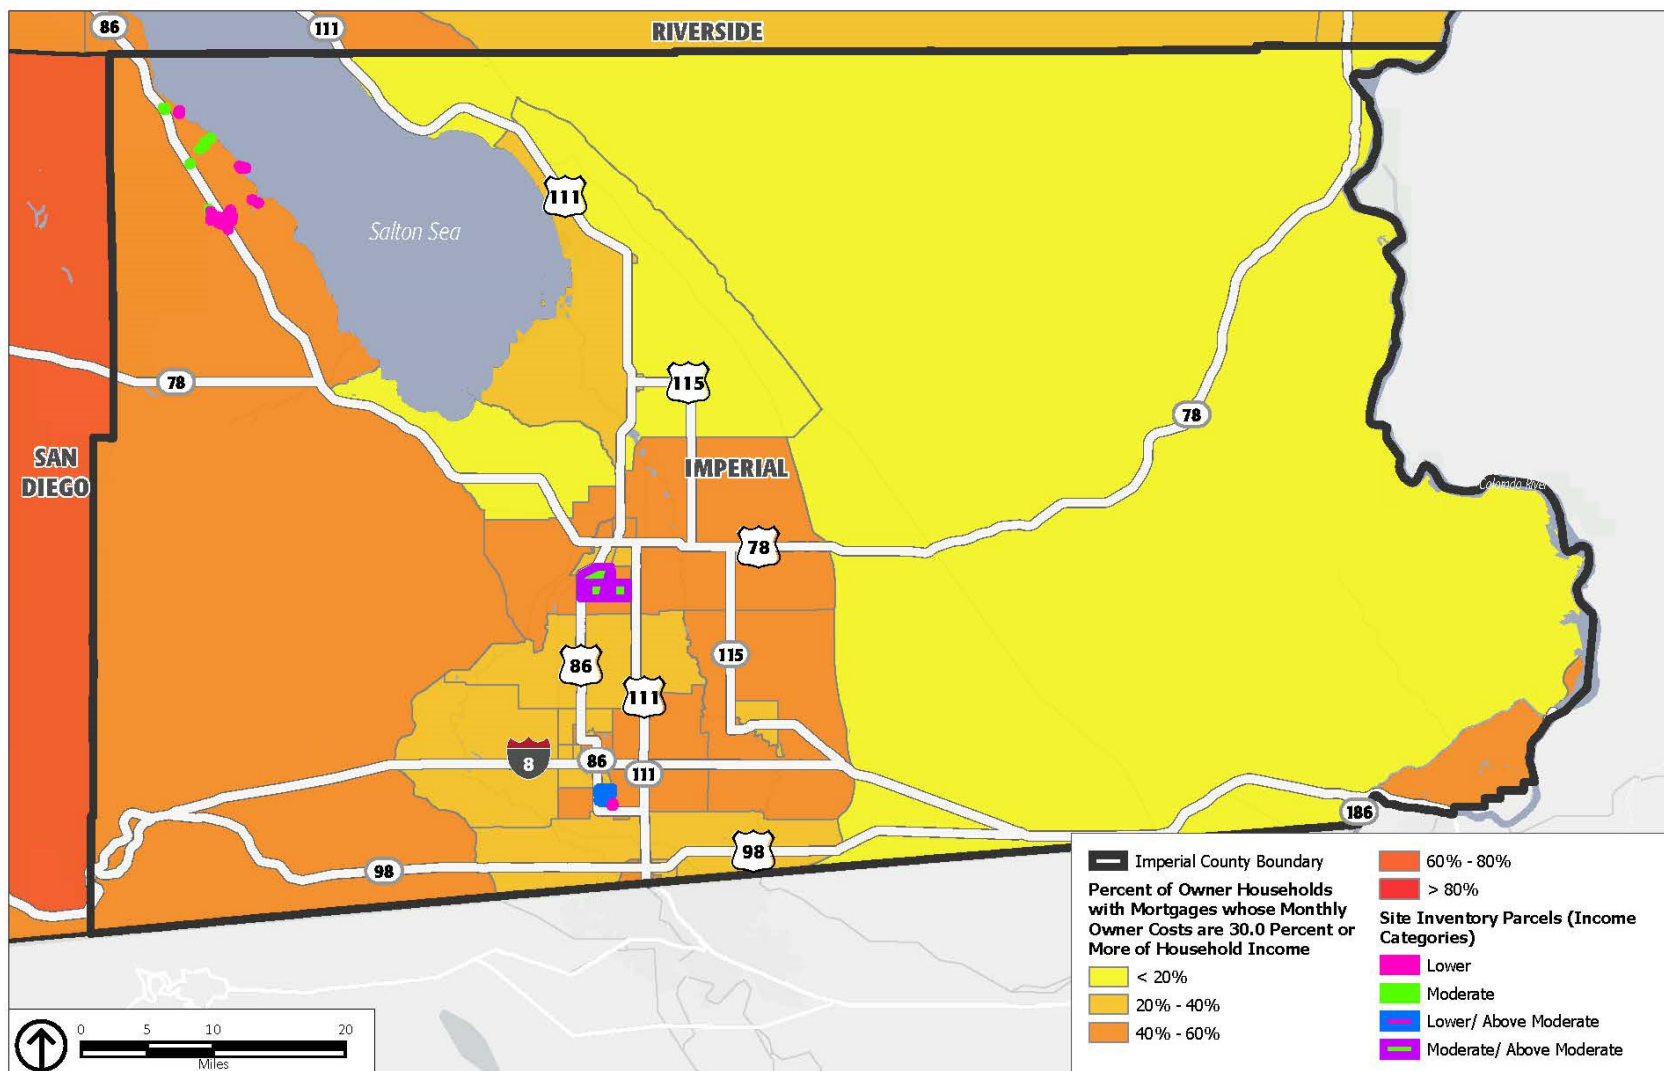 86
111
RIVERSIDE
111
Salton Sea
78
115
78
SAN
DIEGO
IMPERIAL
Colorado River
78
86
115
111
8
86
111
186
98
98
Imperial County Boundary
Percent of Owner Households
with Mortgages whose Monthly
Owner Costs are 30.0 Percent or
More of Household Income
< 20%
20% - 40%
40% - 60%
60% - 80%
> 80%
Site Inventory Parcels (Income
Categories)
Lower
Moderate
Lower/ Above Moderate
Moderate/ Above Moderate
0 5 10 20
Miles